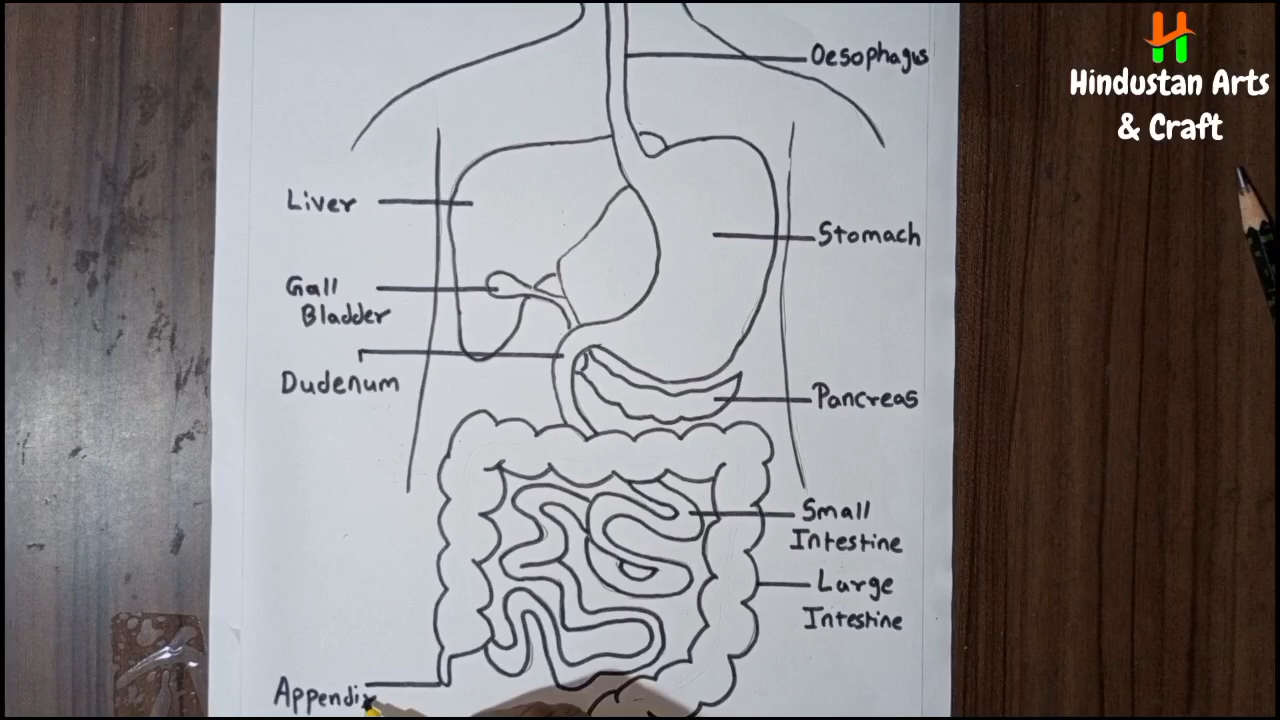 Oesophagus
Hindustan Arts
& Craft
Liver
Stomach
Gall
Bladder
Dudenum
Pancreas
Small
Intestine
Large
Intestine
Appendix